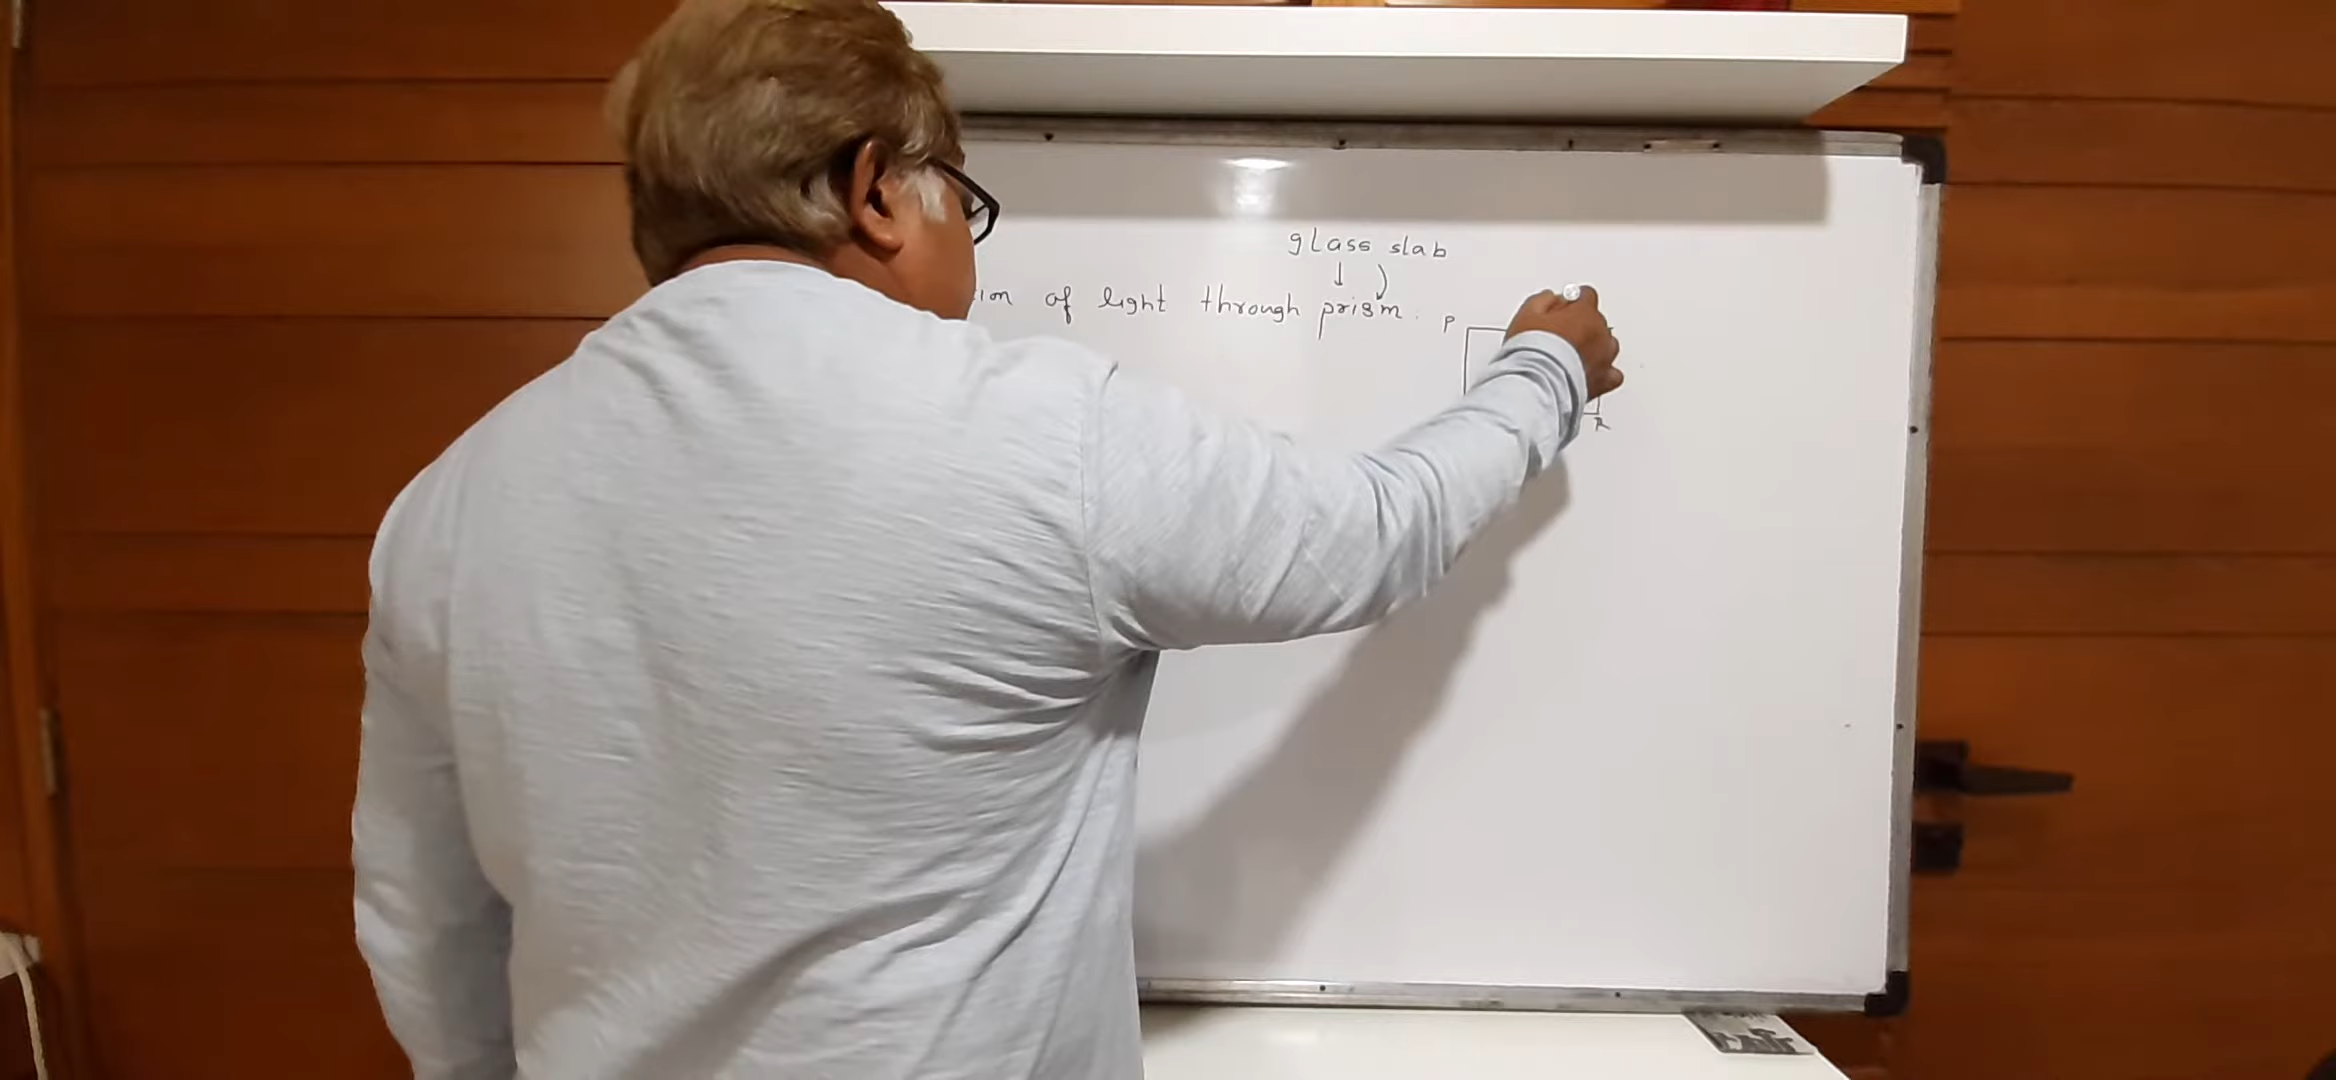 glass slab
of light through prism.
P
R